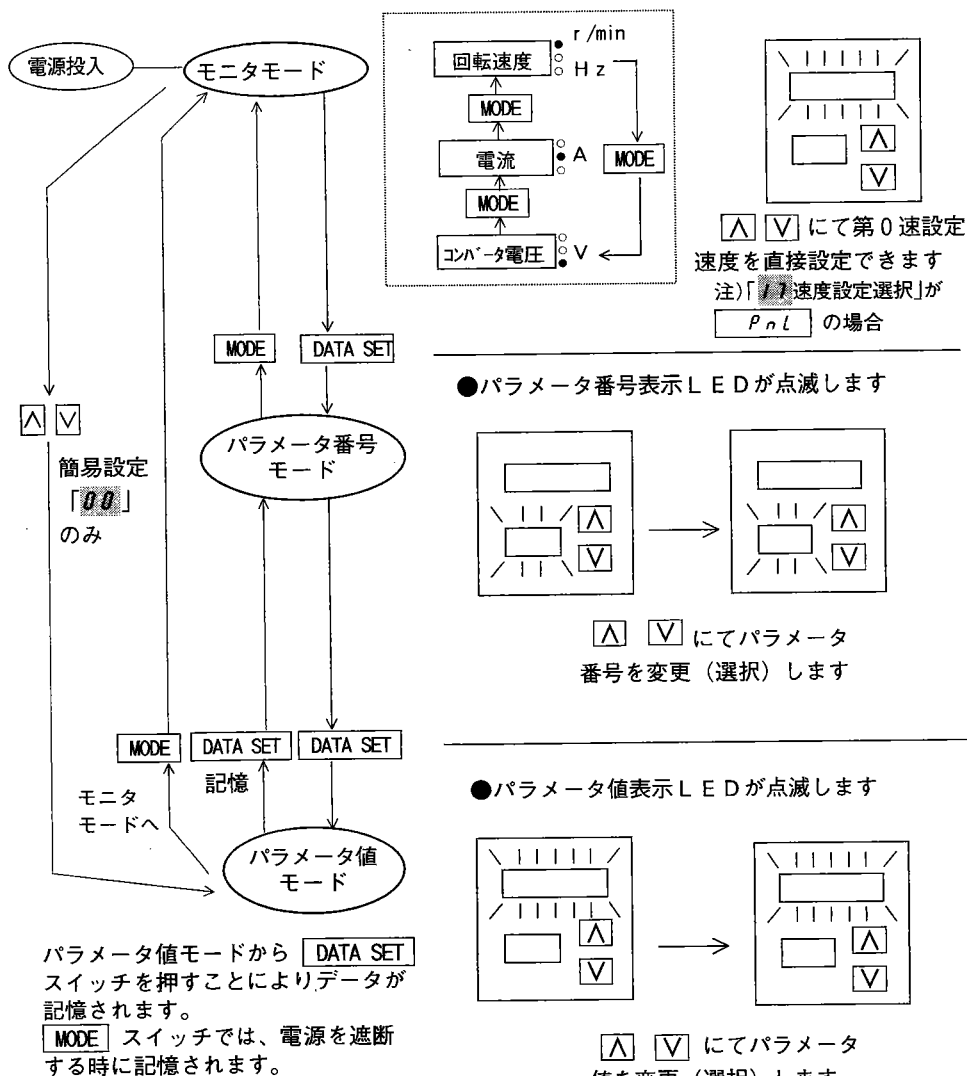 電源投入
モニタモード
回転速度
r/min
Hz
MODE
電流
A
MODE
MODE
コンバータ電圧
V
∧
∨
∧ ∨ にて第0速設定
速度を直接設定できます
注)「17速度設定選択」が
PnL の場合
MODE
DATA SET
∧ ∨
簡易設定
「00」
のみ
パラメータ番号
モード
●パラメータ番号表示LEDが点滅します
∧
∨
∧
∨
∧ ∨ にてパラメータ
番号を変更（選択）します
MODE
DATA SET
DATA SET
記憶
モニタ
モードへ
パラメータ値
モード
●パラメータ値表示LEDが点滅します
∧
∨
∧
∨
∧ ∨ にてパラメータ
値を変更（選択）します
パラメータ値モードから DATA SET
スイッチを押すことによりデータが
記憶されます。
MODE スイッチでは、電源を遮断
する時に記憶されます。